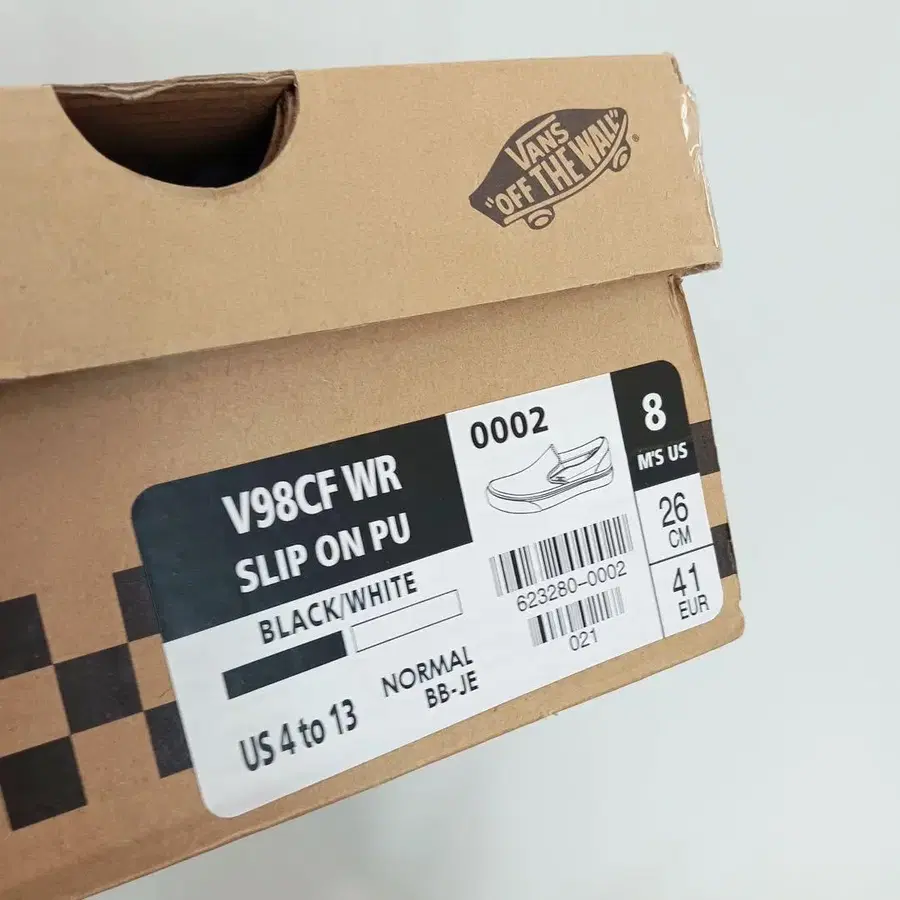 VANS
"OFF THE WALL"
®
V98CF WR
SLIP ON PU
BLACK/WHITE
US 4 to 13
NORMAL
BB-JE
0002
623280-0002
021
8
M'S US
26
CM
41
EUR